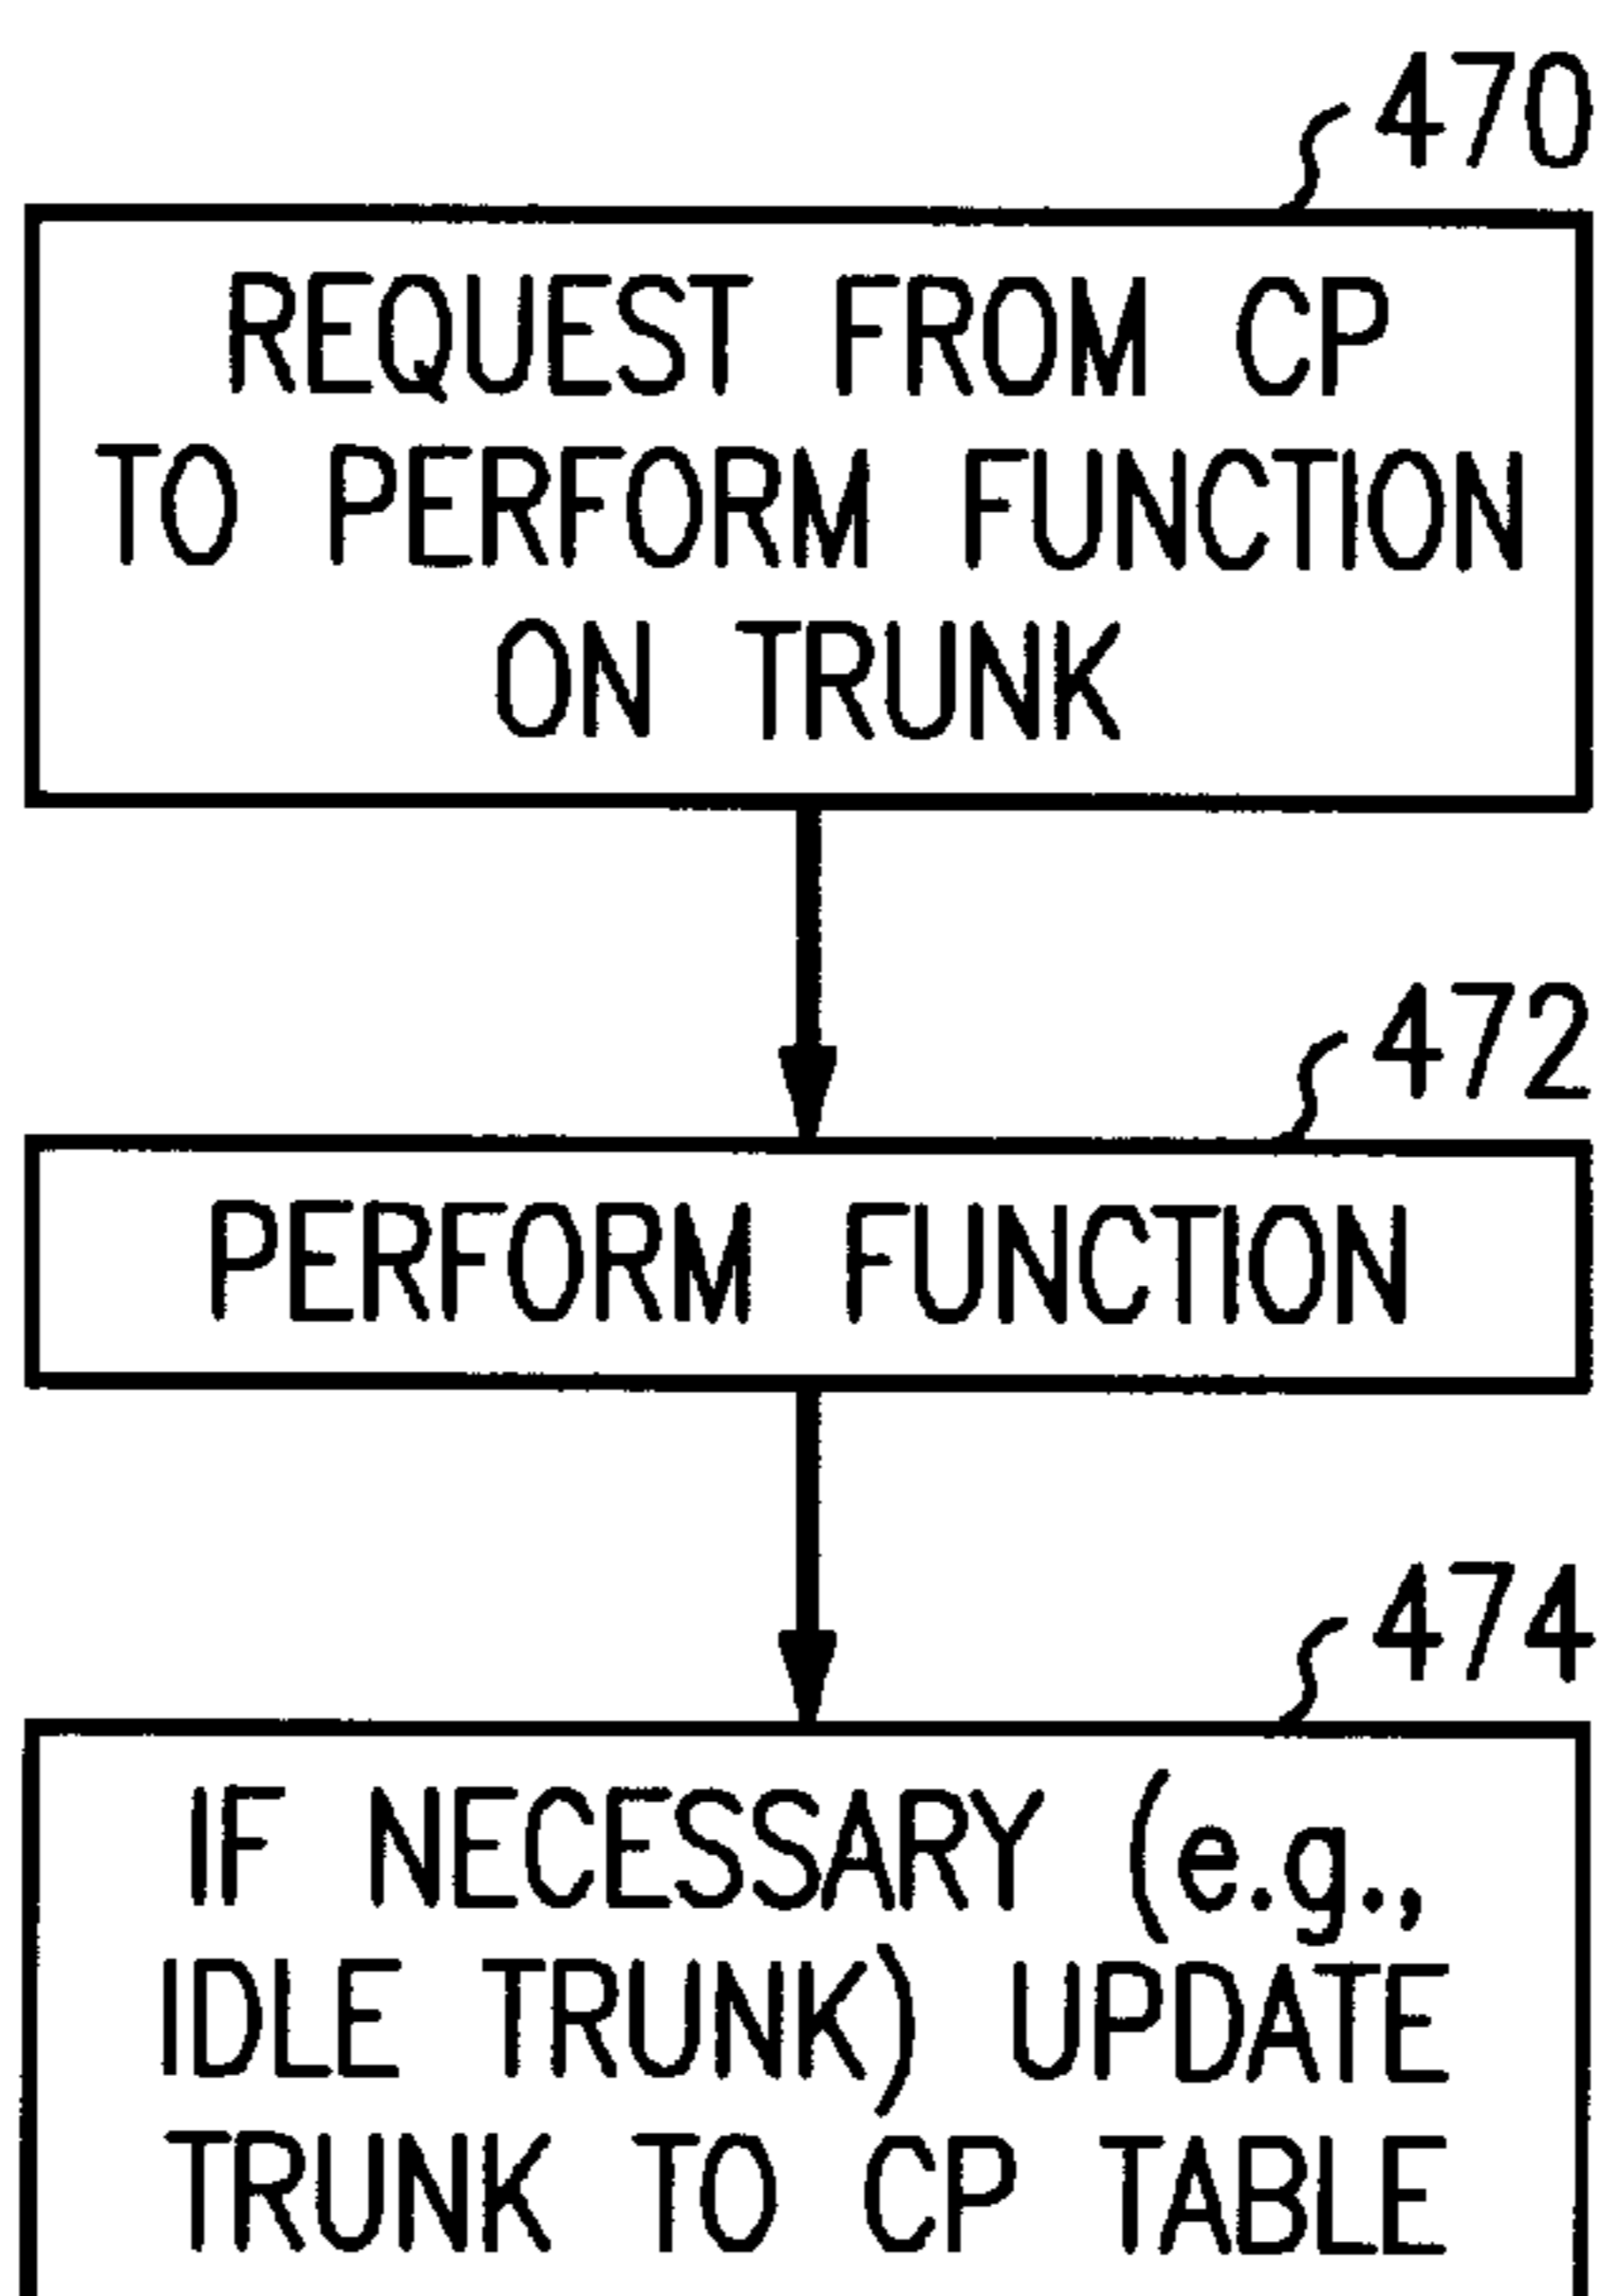 470
REQUEST FROM CP
TO PERFORM FUNCTION
ON TRUNK
472
PERFORM FUNCTION
474
IF NECESSARY (e.g.,
IDLE TRUNK) UPDATE
TRUNK TO CP TABLE